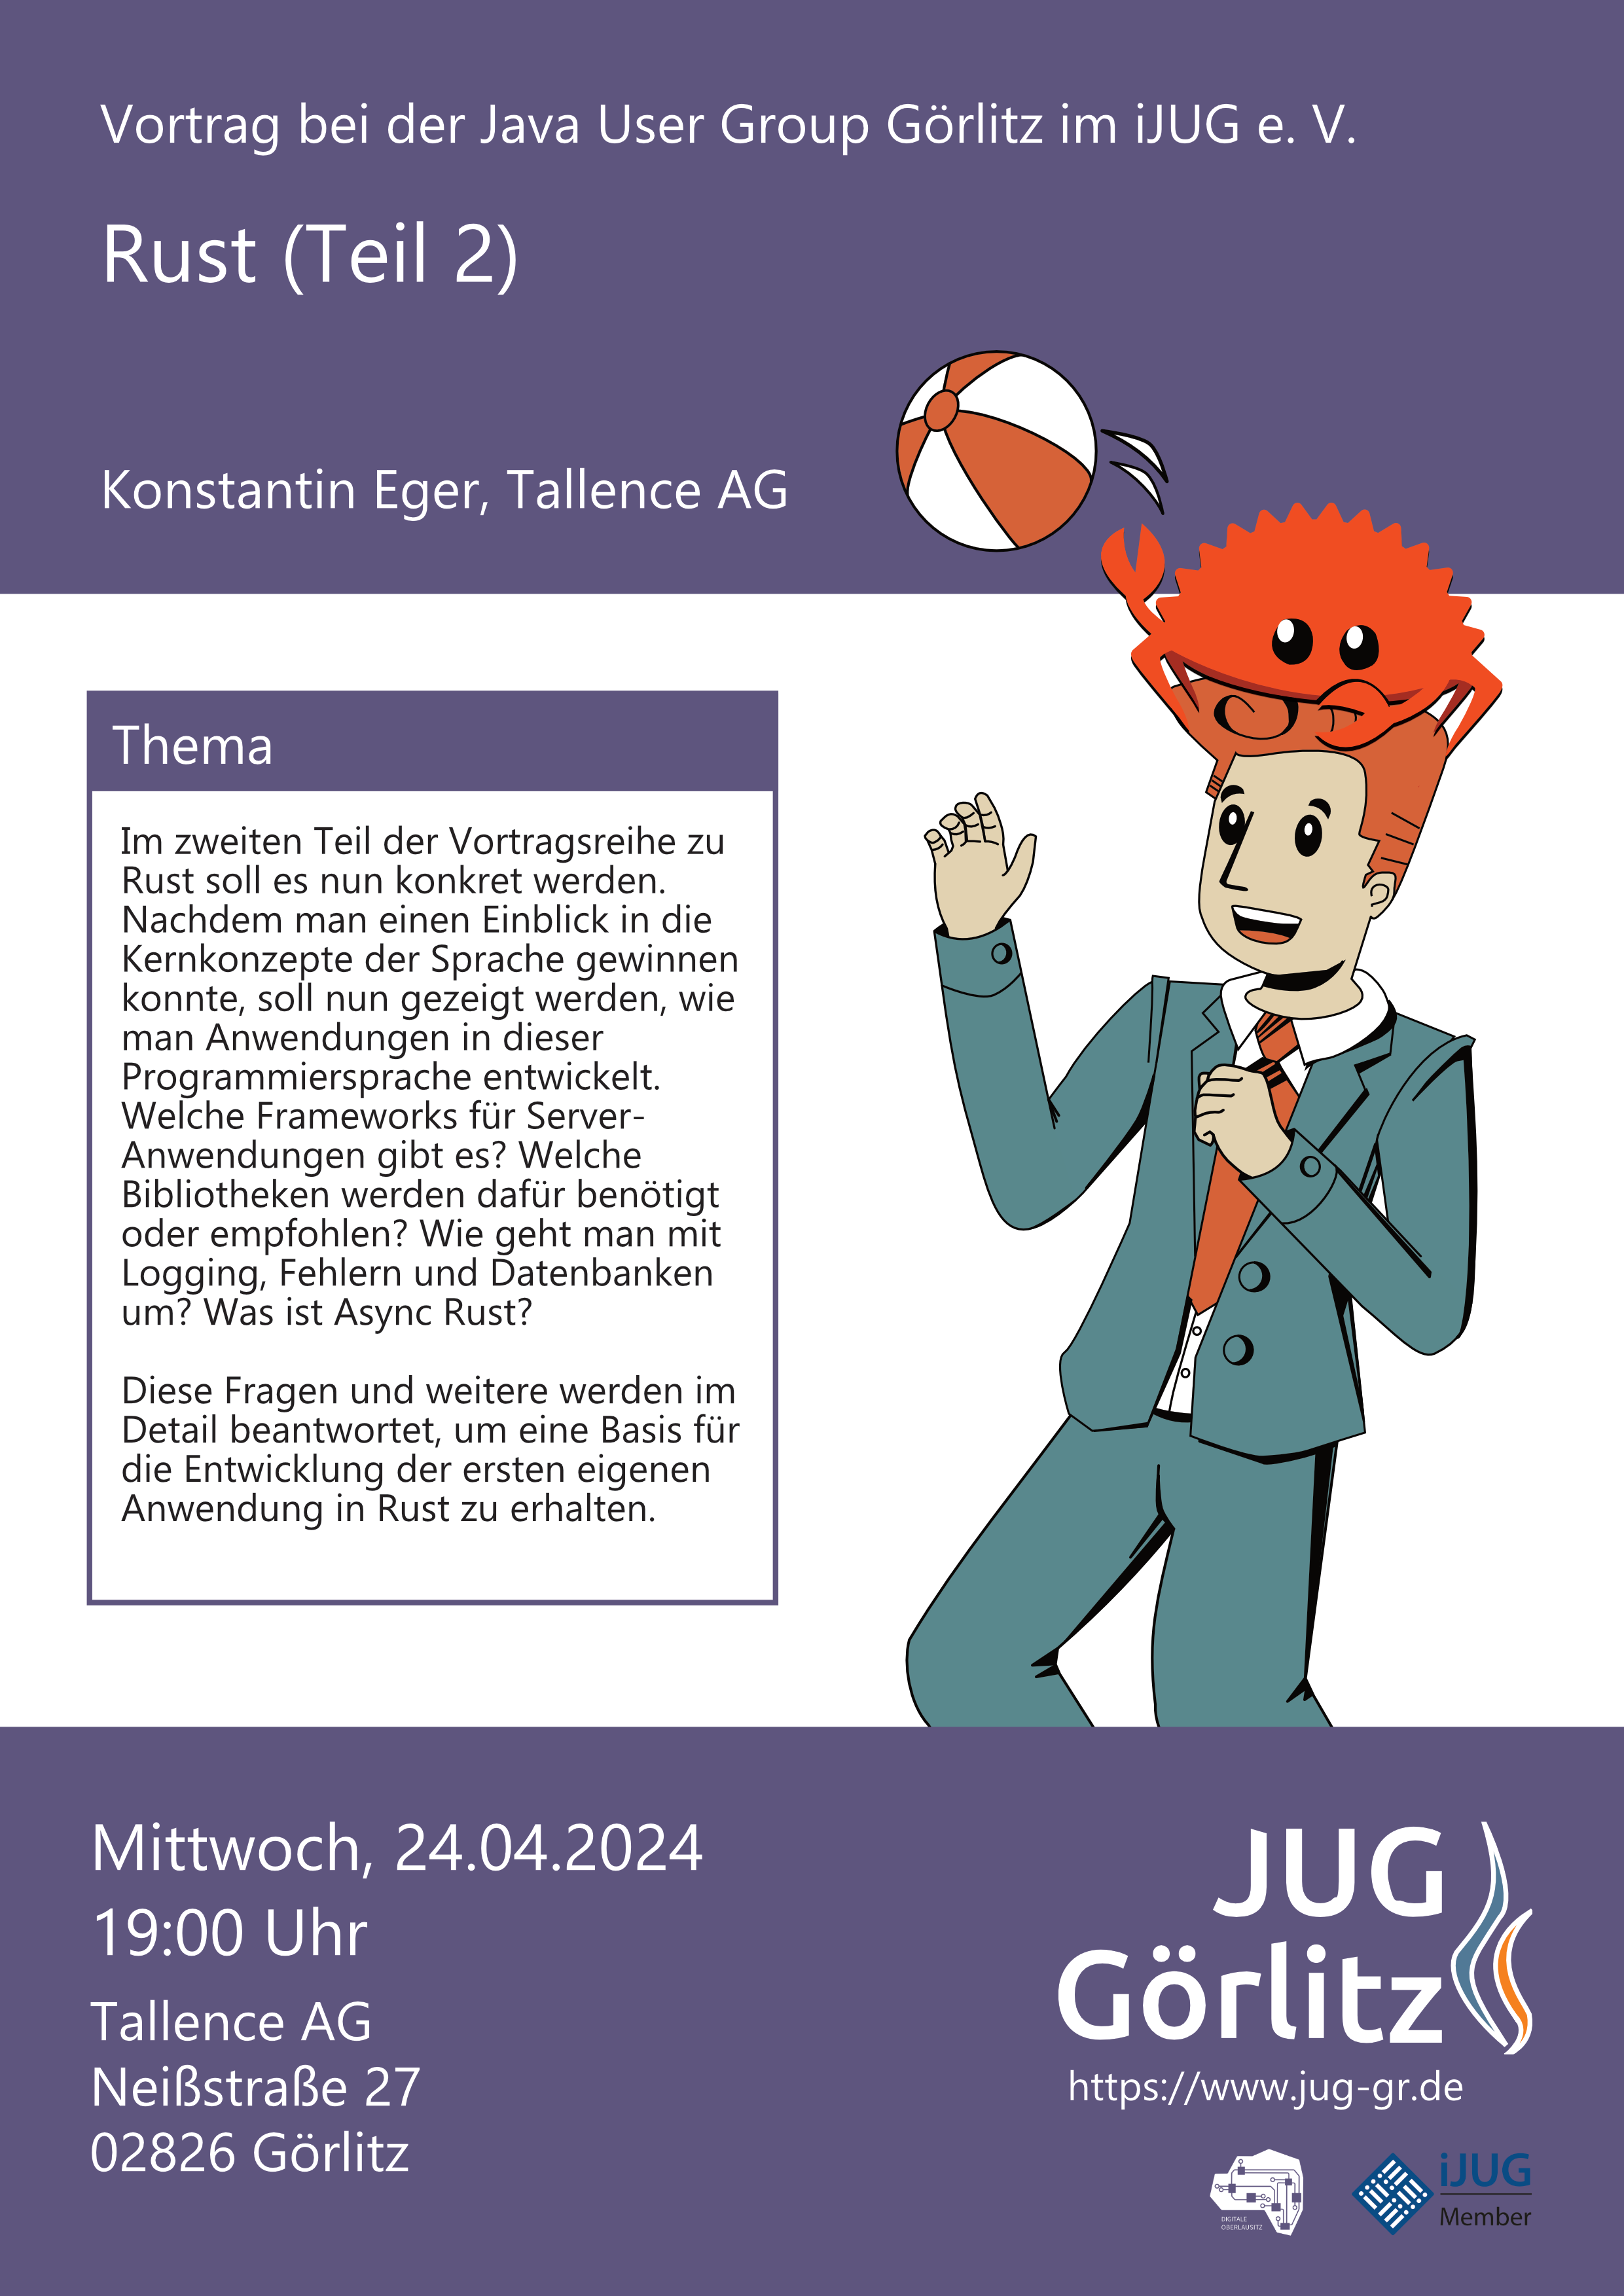 Vortrag bei der Java User Group Görlitz im iJUG e. V.
Rust (Teil 2)
Konstantin Eger, Tallence AG
Thema
Im zweiten Teil der Vortragsreihe zu
Rust soll es nun konkret werden.
Nachdem man einen Einblick in die
Kernkonzepte der Sprache gewinnen
konnte, soll nun gezeigt werden, wie
man Anwendungen in dieser
Programmiersprache entwickelt.
Welche Frameworks für Server-
Anwendungen gibt es? Welche
Bibliotheken werden dafür benötigt
oder empfohlen? Wie geht man mit
Logging, Fehlern und Datenbanken
um? Was ist Async Rust?
Diese Fragen und weitere werden im
Detail beantwortet, um eine Basis für
die Entwicklung der ersten eigenen
Anwendung in Rust zu erhalten.
Mittwoch, 24.04.2024
19:00 Uhr
Tallence AG
Neißstraße 27
02826 Görlitz
JUG
Görlitz
https://www.jug-gr.de
DIGITALE
OBERLAUSITZ
iJUG
Member